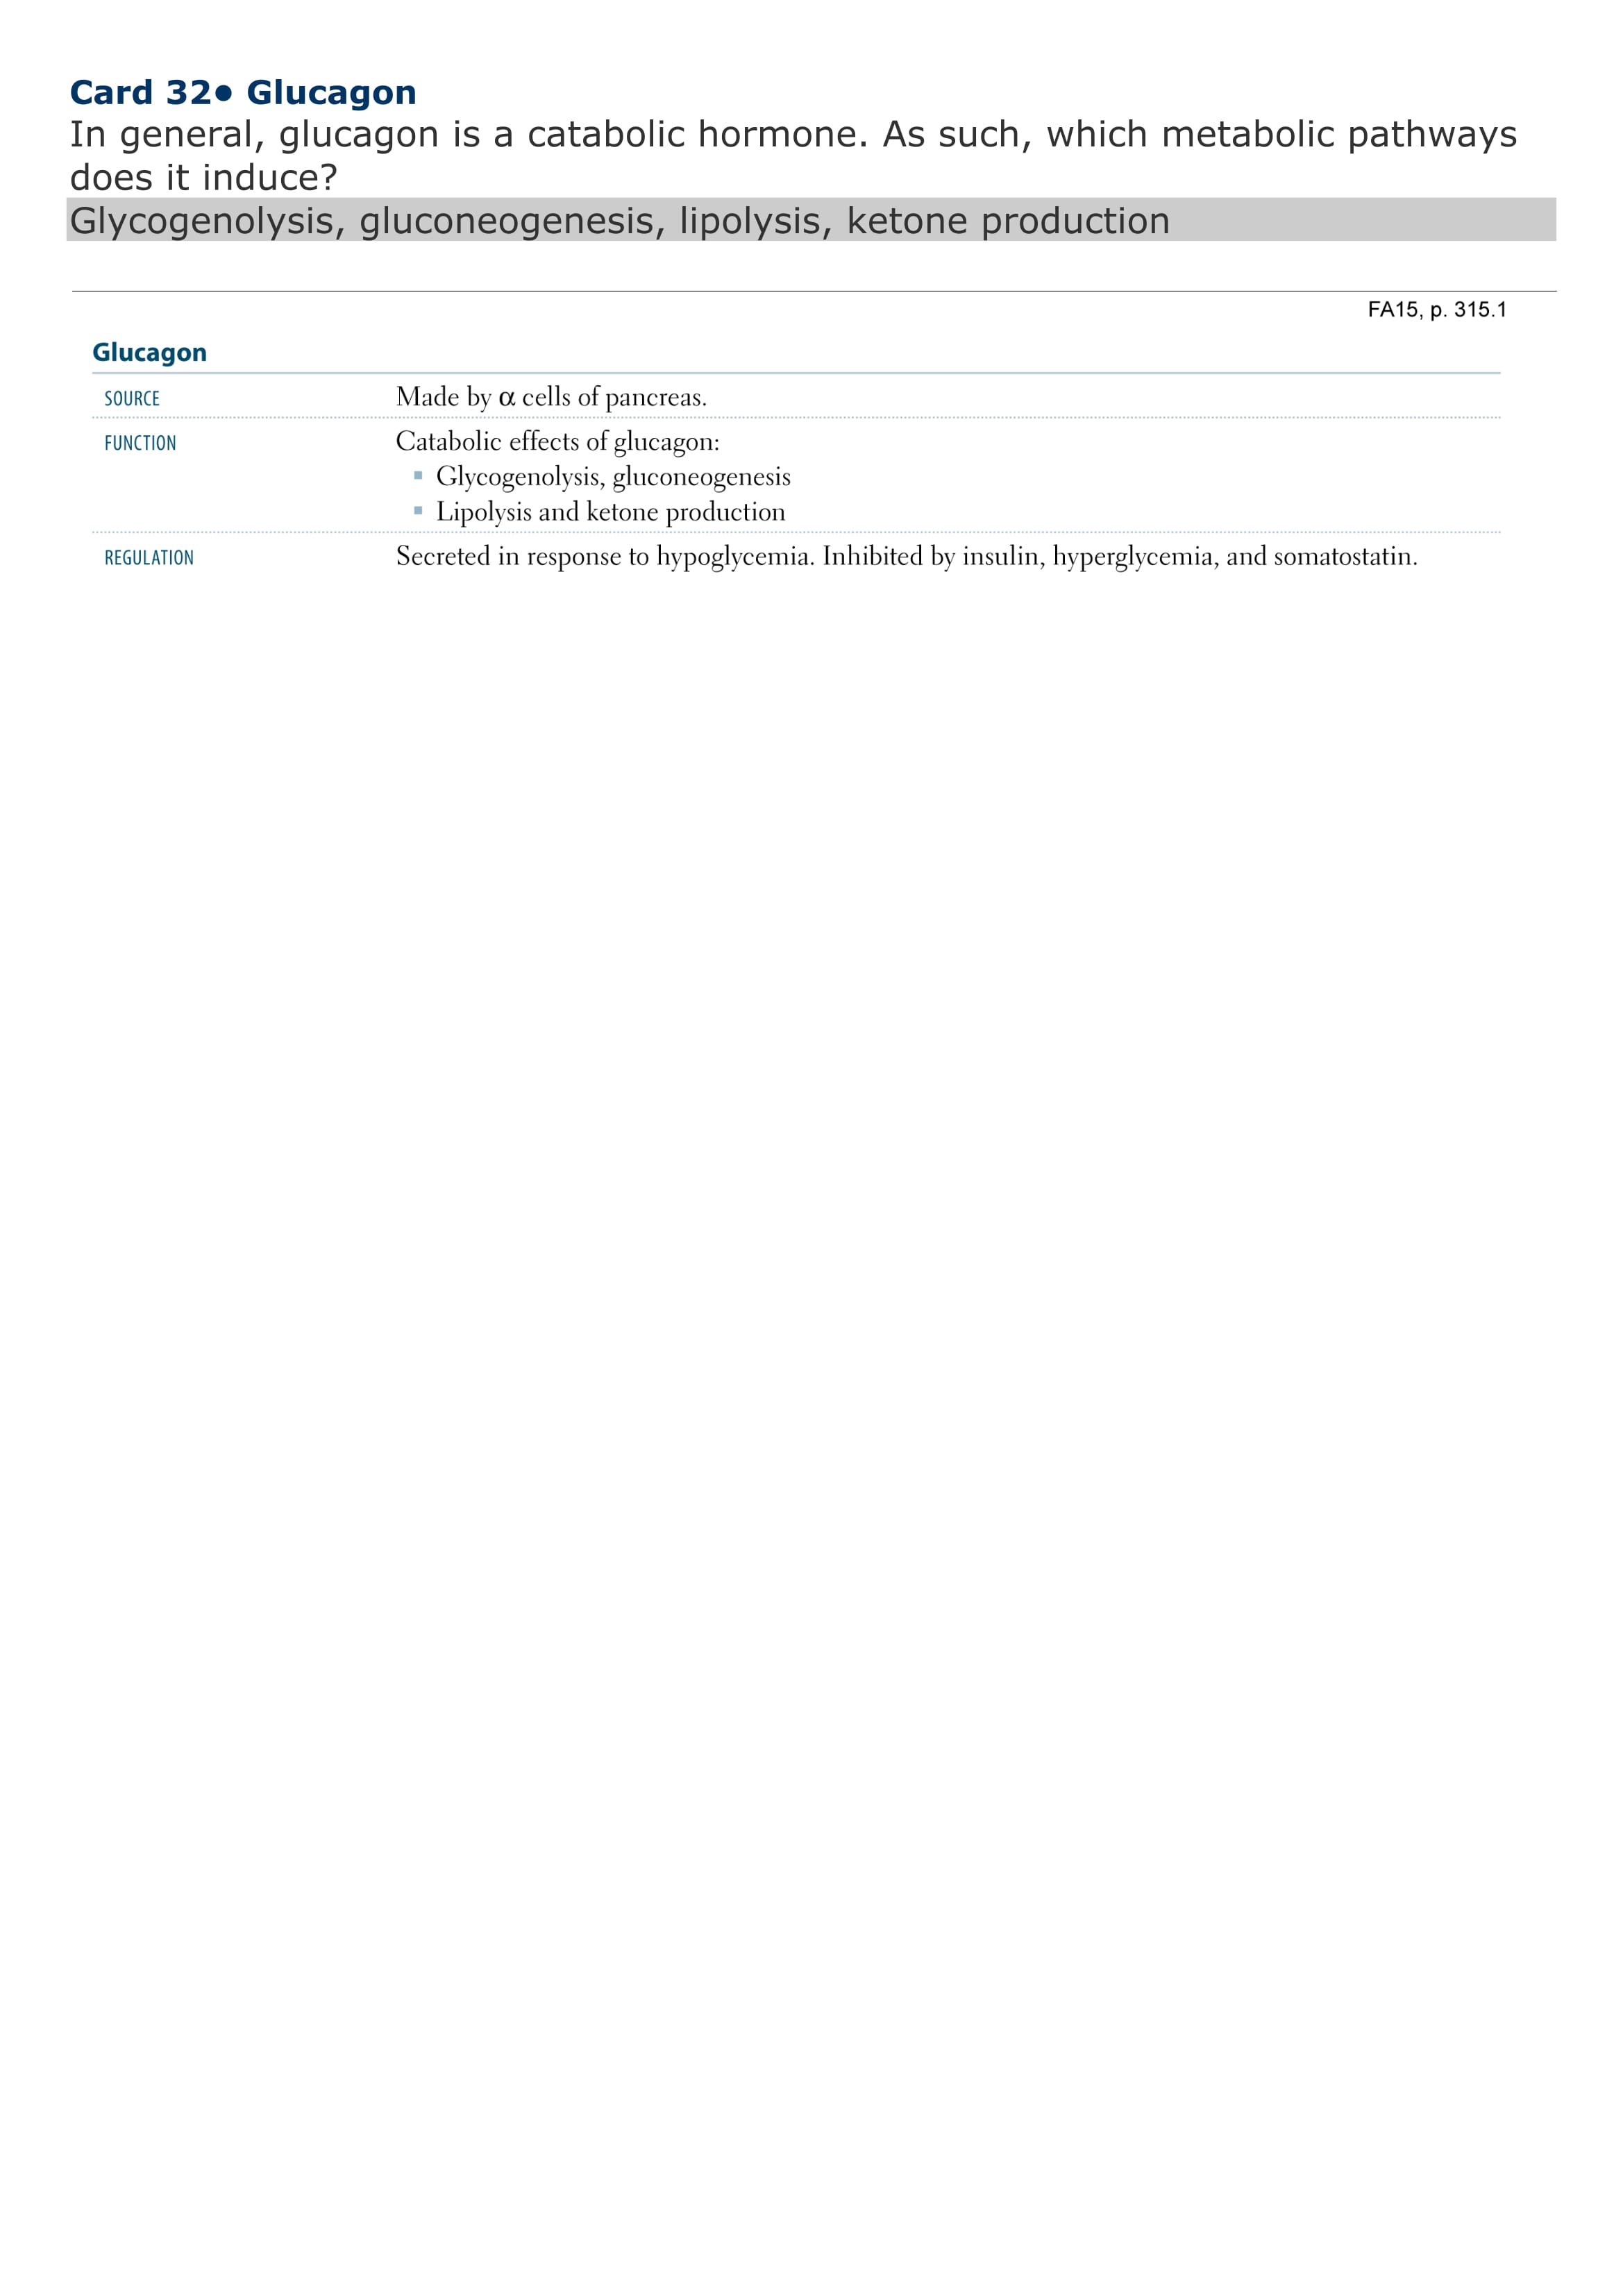 Card 32• Glucagon
In general, glucagon is a catabolic hormone. As such, which metabolic pathways
does it induce?
Glycogenolysis, gluconeogenesis, lipolysis, ketone production
FA15, p. 315.1
Glucagon
SOURCE Made by α cells of pancreas.
FUNCTION Catabolic effects of glucagon:
▪ Glycogenolysis, gluconeogenesis
▪ Lipolysis and ketone production
REGULATION Secreted in response to hypoglycemia. Inhibited by insulin, hyperglycemia, and somatostatin.